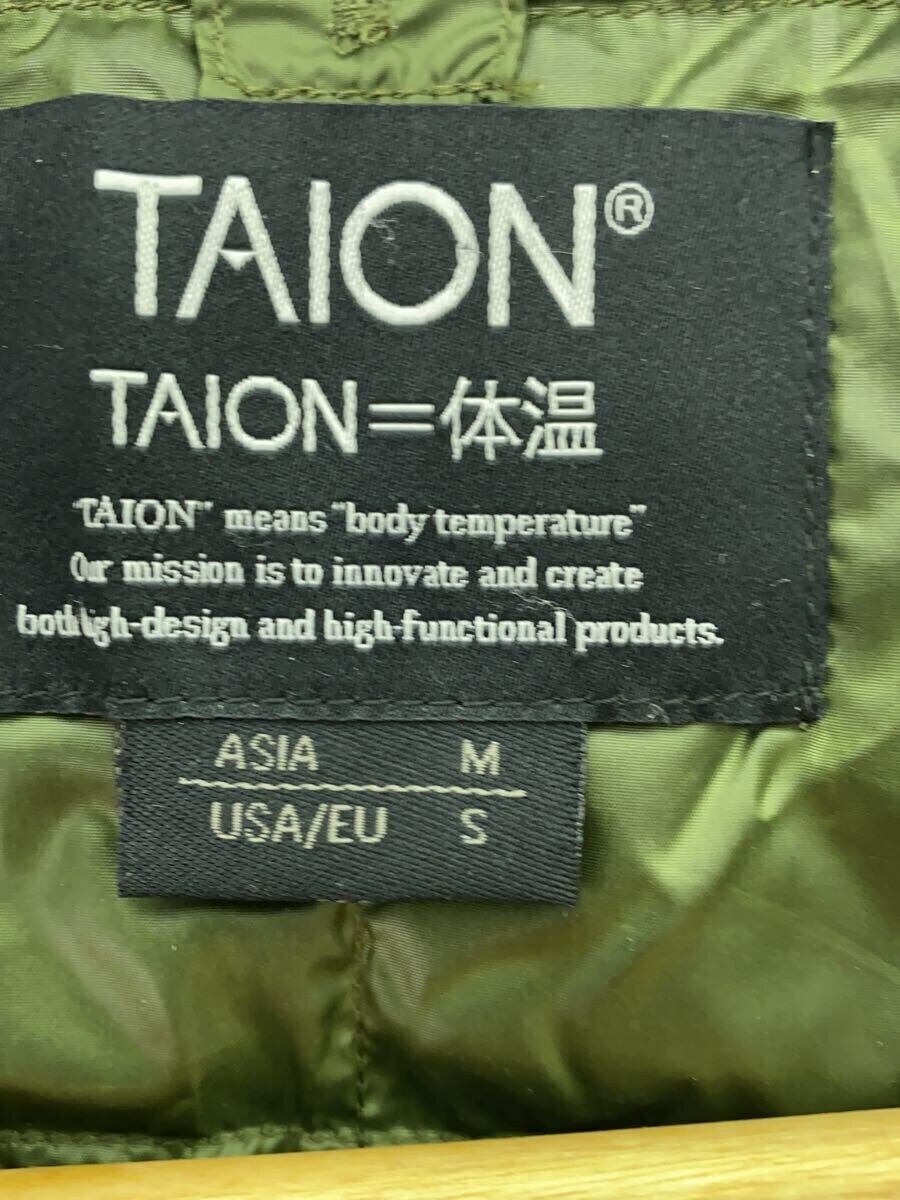 TAION®
TAION=体温
"TAION" means "body temperature"
Our mission is to innovate and create
both high-design and high-functional products.
ASIA M
USA/EU S